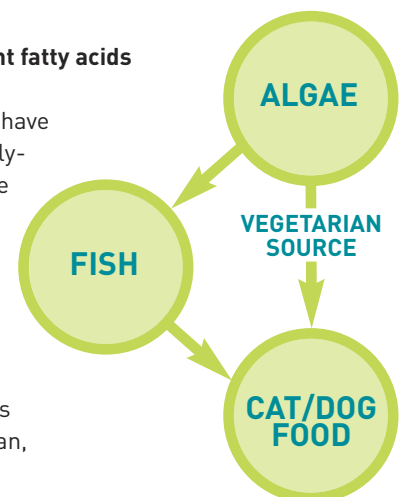 nt fatty acids
have
ly-
e
s
an,
ALGAE
VEGETARIAN
SOURCE
FISH
CAT/DOG
FOOD